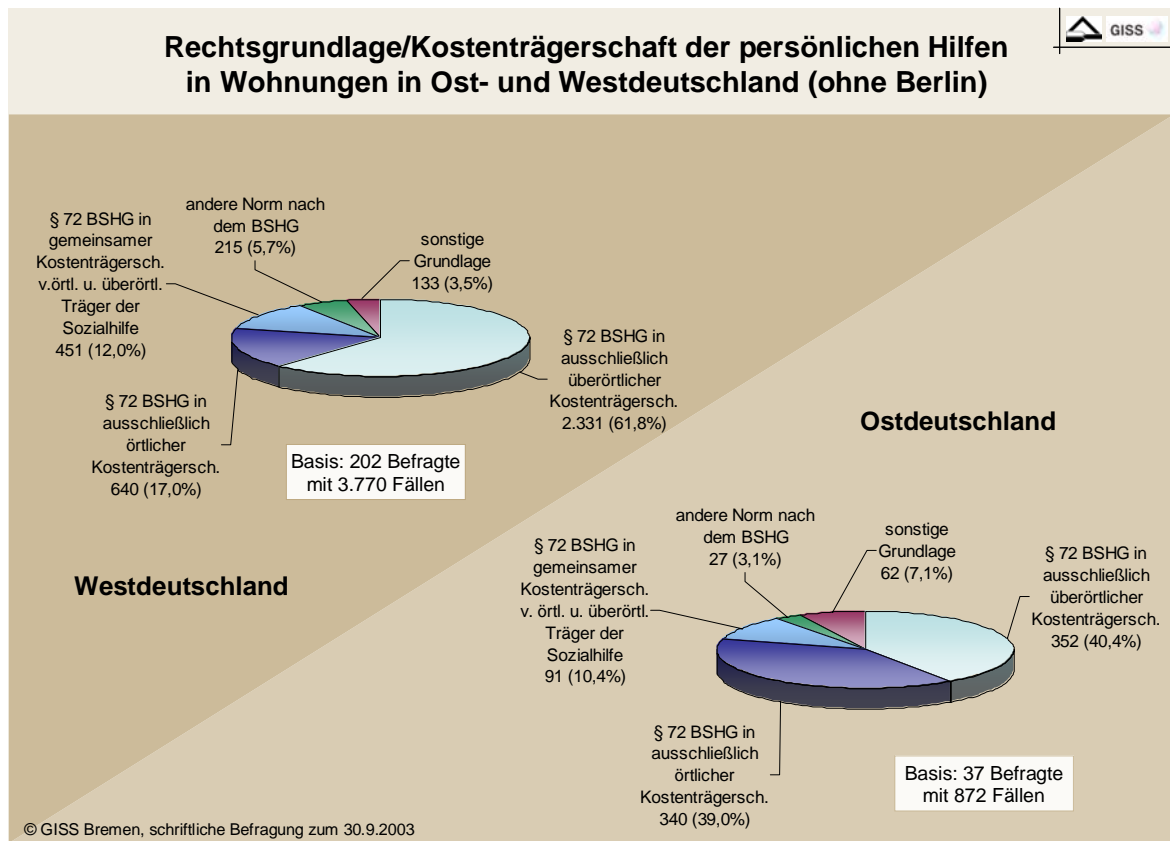 GISS
Rechtsgrundlage/Kostenträgerschaft der persönlichen Hilfen
in Wohnungen in Ost- und Westdeutschland (ohne Berlin)
§ 72 BSHG in
gemeinsamer
Kostenträgersch.
v.örtl. u. überörtl.
Träger der
Sozialhilfe
451 (12,0%)
andere Norm nach
dem BSHG
215 (5,7%)
sonstige
Grundlage
133 (3,5%)
§ 72 BSHG in
ausschließlich
überörtlicher
Kostenträgersch.
2.331 (61,8%)
§ 72 BSHG in
ausschließlich
örtlicher
Kostenträgersch.
640 (17,0%)
Basis: 202 Befragte
mit 3.770 Fällen
Westdeutschland
Ostdeutschland
§ 72 BSHG in
gemeinsamer
Kostenträgersch.
v. örtl. u. überörtl.
Träger der
Sozialhilfe
91 (10,4%)
andere Norm nach
dem BSHG
27 (3,1%)
sonstige
Grundlage
62 (7,1%)
§ 72 BSHG in
ausschließlich
überörtlicher
Kostenträgersch.
352 (40,4%)
§ 72 BSHG in
ausschließlich
örtlicher
Kostenträgersch.
340 (39,0%)
Basis: 37 Befragte
mit 872 Fällen
© GISS Bremen, schriftliche Befragung zum 30.9.2003